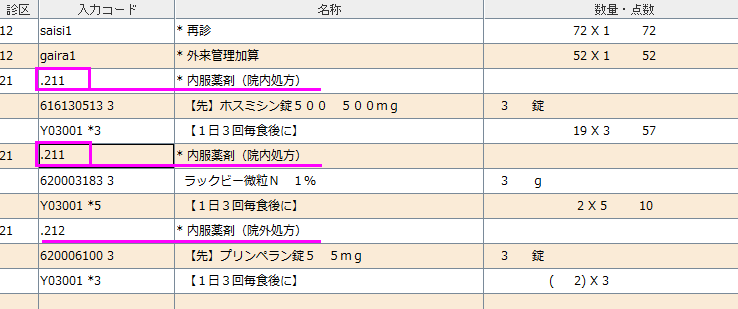 診区 入力コード 名称 数量・点数
12 saisi1 * 再診 72 X 1 72
12 gaira1 * 外来管理加算 52 X 1 52
21 .211 * 内服薬剤（院内処方）
616130513 3 【先】ホスミシン錠５００ ５００ｍｇ 3 錠
Y03001 *3 【１日３回毎食後に】 19 X 3 57
21 .211 * 内服薬剤（院内処方）
620003183 3 ラックビー微粒Ｎ １％ 3 ｇ
Y03001 *5 【１日３回毎食後に】 2 X 5 10
21 .212 * 内服薬剤（院外処方）
620006100 3 【先】プリンペラン錠５ ５ｍｇ 3 錠
Y03001 *3 【１日３回毎食後に】 ( 2) X 3